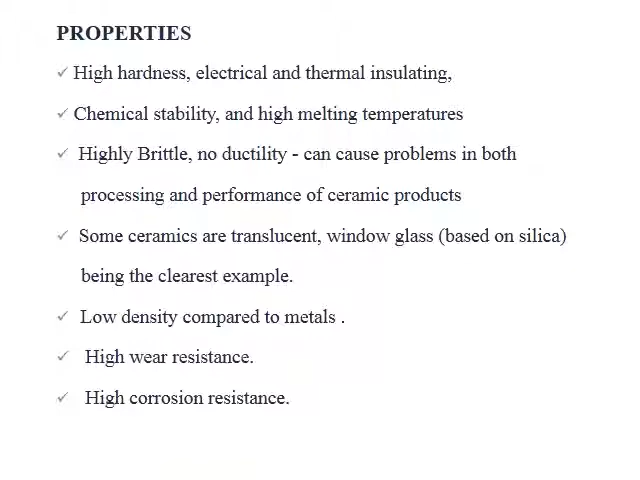 PROPERTIES
✓ High hardness, electrical and thermal insulating,
✓ Chemical stability, and high melting temperatures
✓ Highly Brittle, no ductility - can cause problems in both
processing and performance of ceramic products
✓ Some ceramics are translucent, window glass (based on silica)
being the clearest example.
✓ Low density compared to metals .
✓ High wear resistance.
✓ High corrosion resistance.